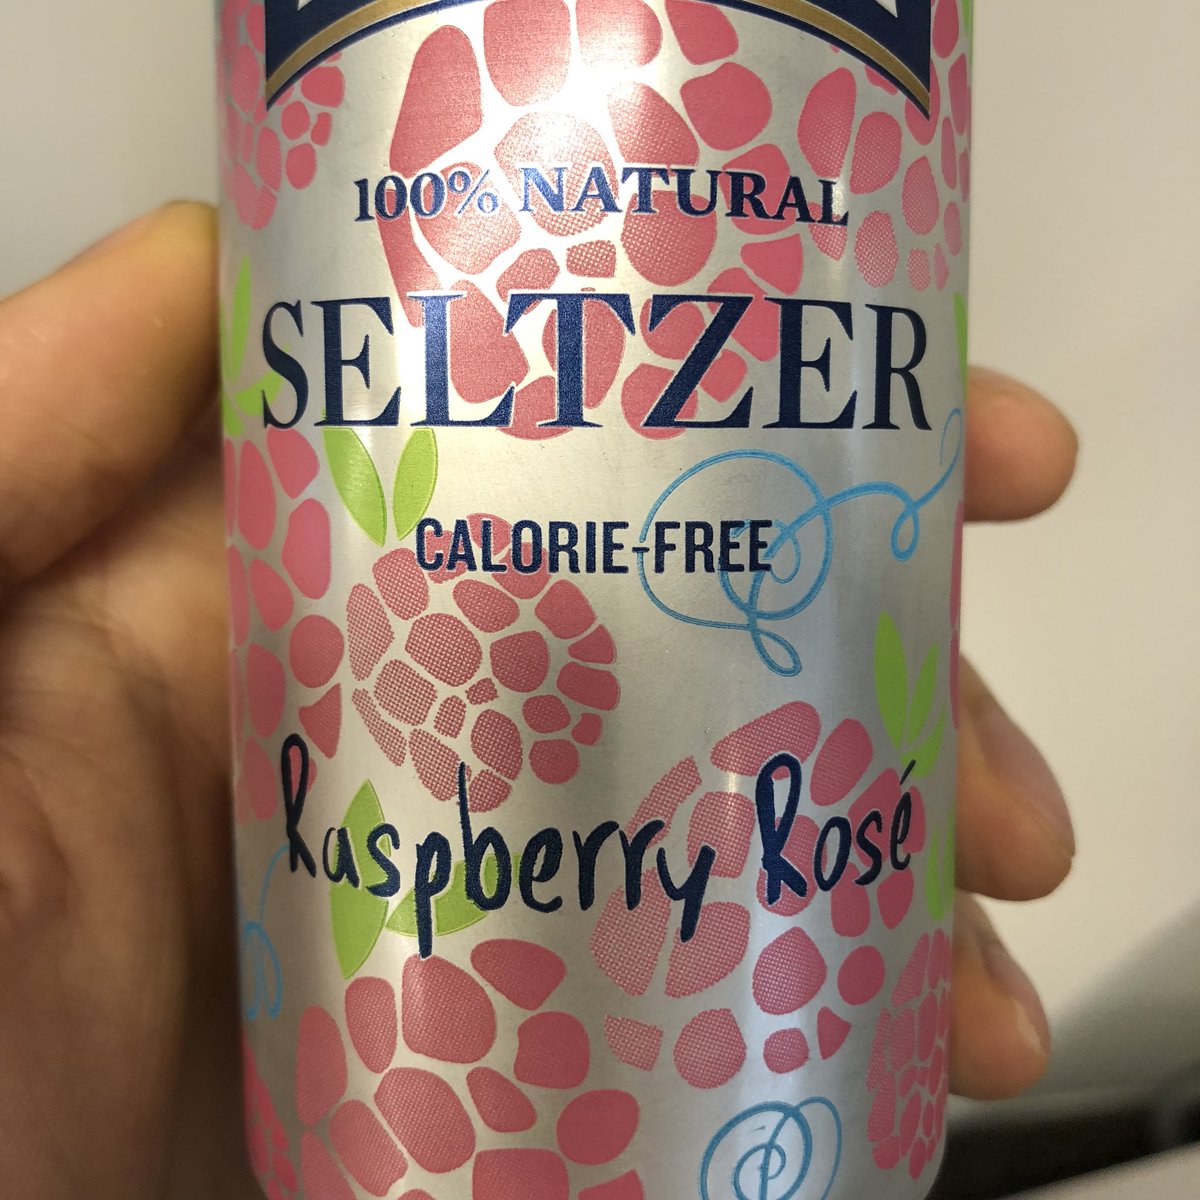 100% NATURAL
SELTZER
CALORIE-FREE
Raspberry Rosé